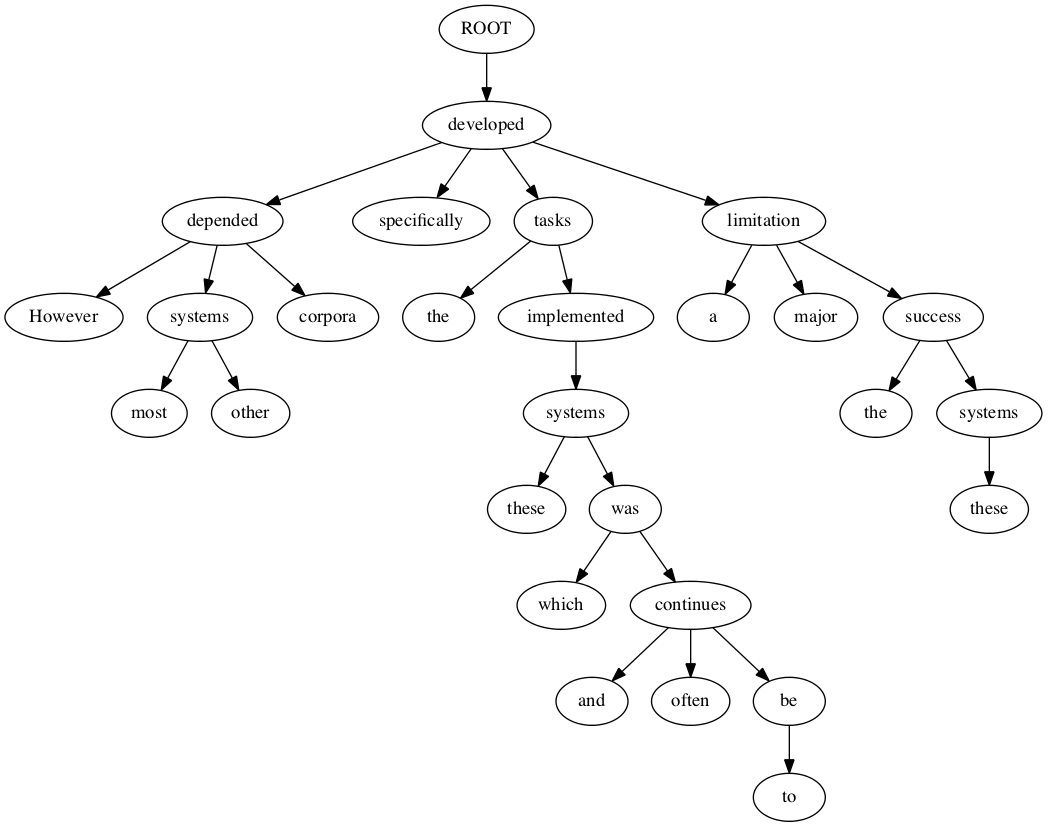 ROOT
developed
depended specifically tasks limitation
However systems corpora the implemented a major success
most other systems the systems
these was these
which continues
and often be
to